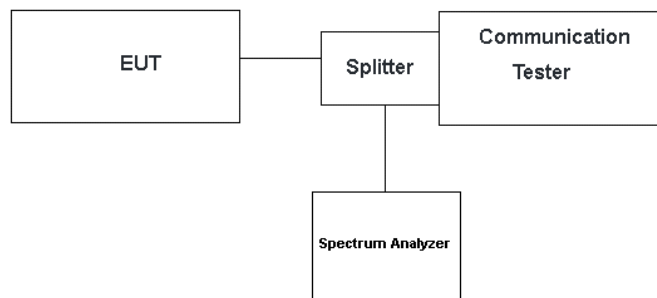 EUT
Splitter
Communication
Tester
Spectrum Analyzer